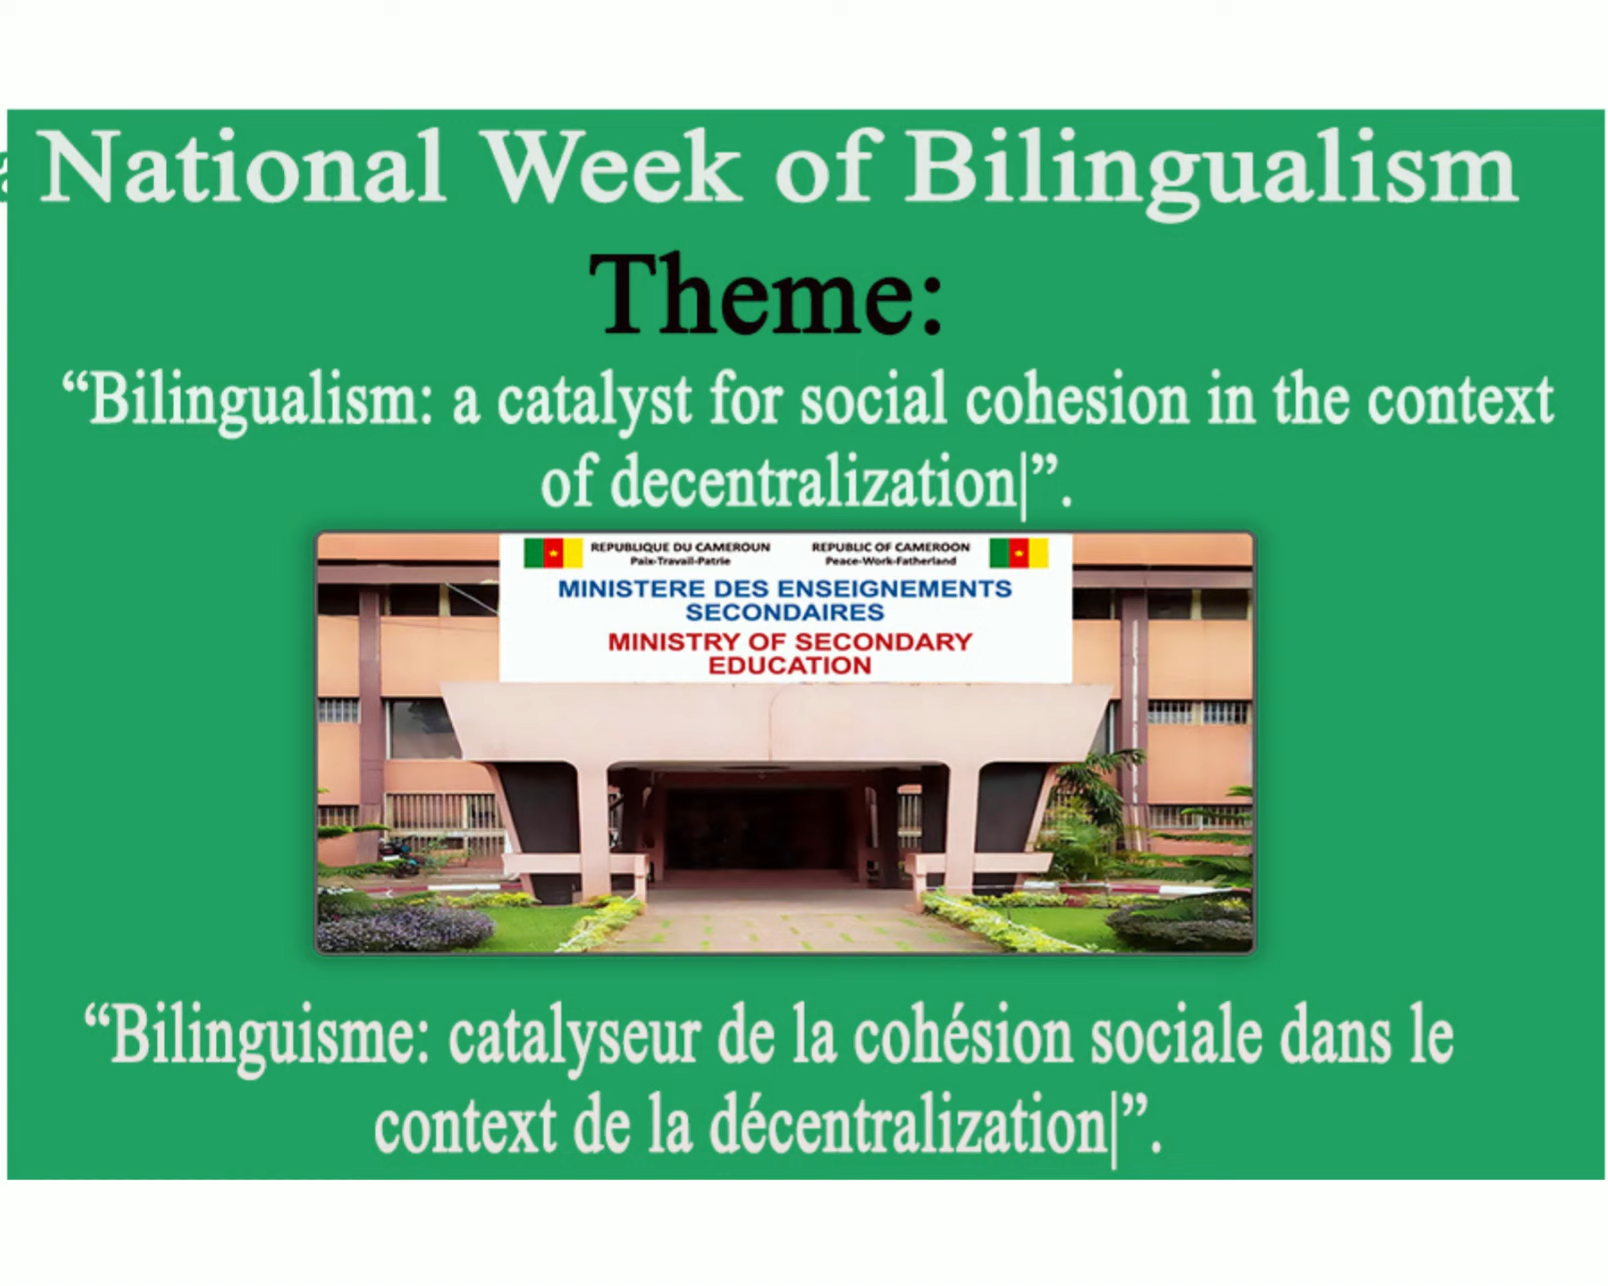 National Week of Bilingualism
Theme:
“Bilingualism: a catalyst for social cohesion in the context
of decentralization|”.
REPUBLIQUE DU CAMEROUN
Paix-Travail-Patrie
REPUBLIC OF CAMEROON
Peace-Work-Fatherland
MINISTERE DES ENSEIGNEMENTS
SECONDAIRES
MINISTRY OF SECONDARY
EDUCATION
“Bilinguisme: catalyseur de la cohésion sociale dans le
context de la décentralization|”.